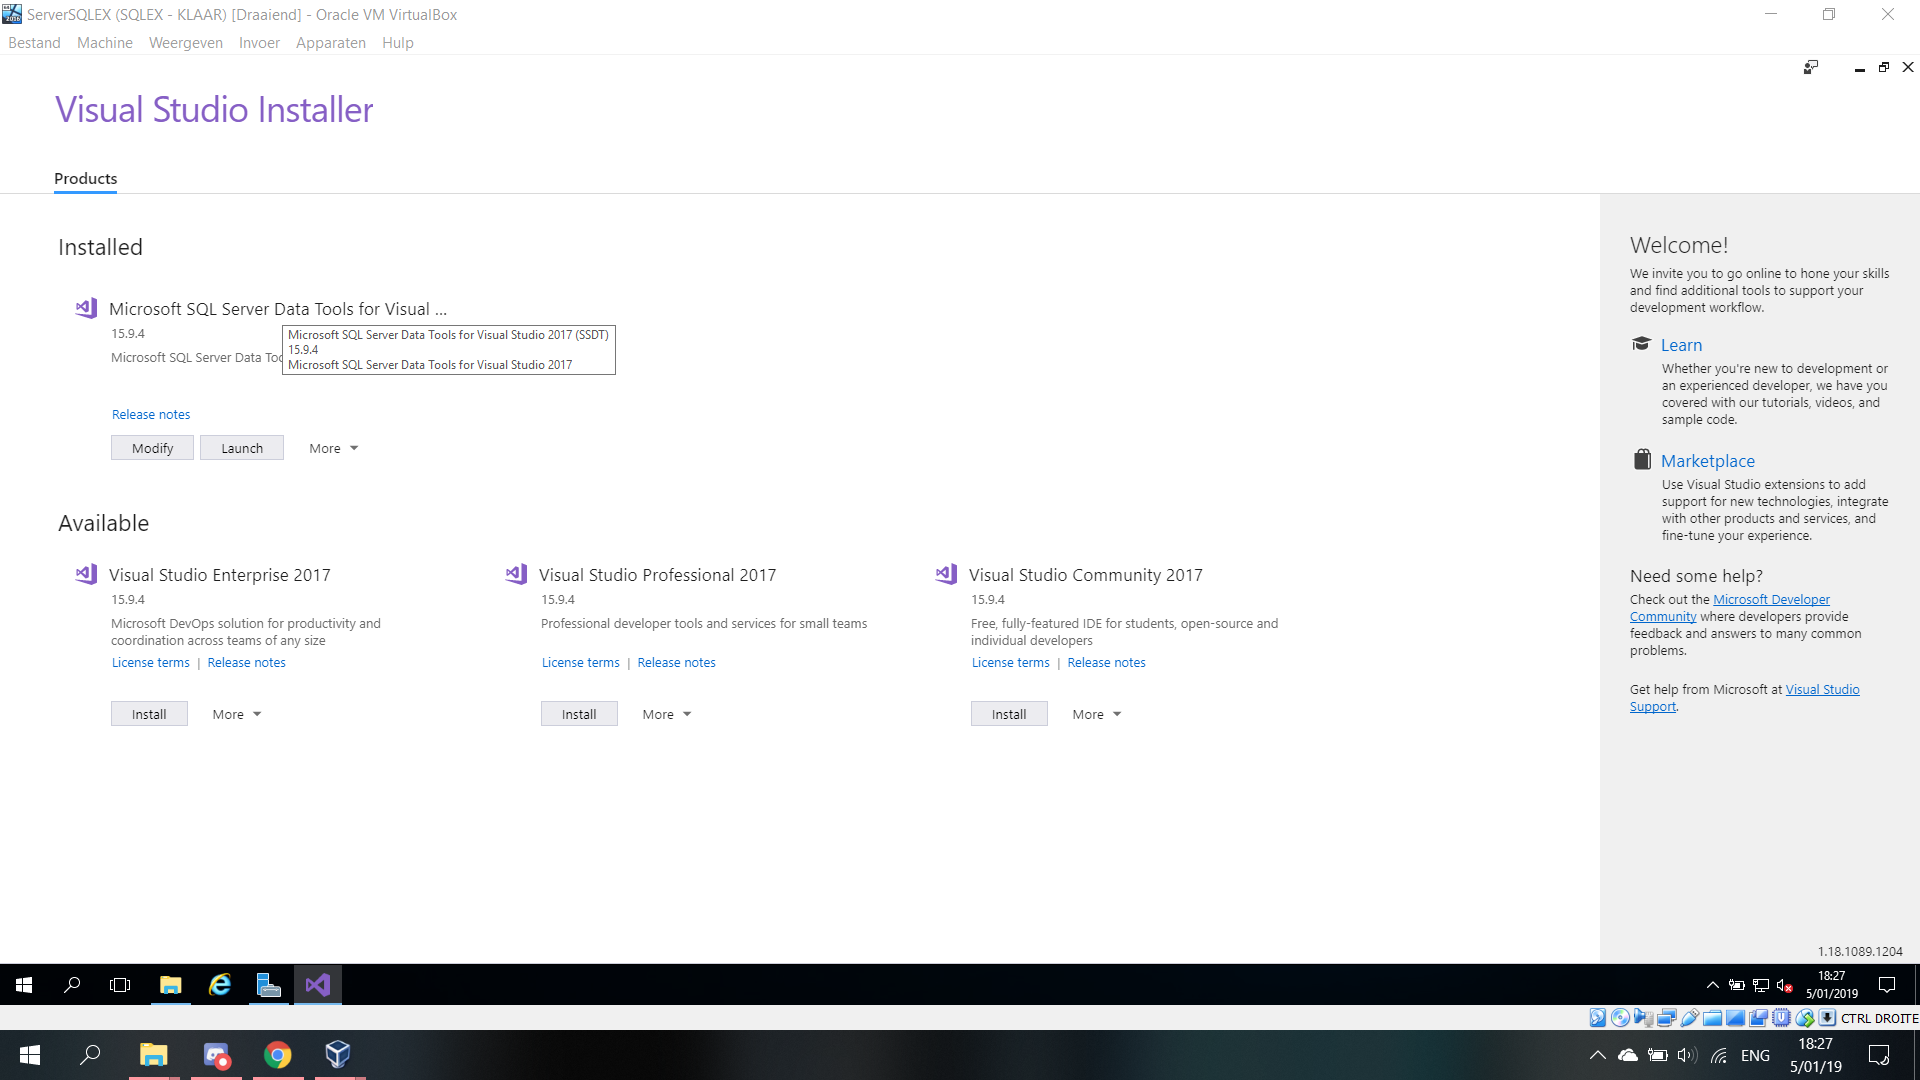 ServerSQLEX (SQLEX - KLAAR) [Draaiend] - Oracle VM VirtualBox
Bestand Machine Weergeven Invoer Apparaten Hulp
Visual Studio Installer
Products
Installed
Microsoft SQL Server Data Tools for Visual ...
15.9.4
Microsoft SQL Server Data Too
Microsoft SQL Server Data Tools for Visual Studio 2017 (SSDT)
15.9.4
Microsoft SQL Server Data Tools for Visual Studio 2017
Release notes
Modify Launch More
Available
Visual Studio Enterprise 2017
15.9.4
Microsoft DevOps solution for productivity and
coordination across teams of any size
License terms | Release notes
Install More
Visual Studio Professional 2017
15.9.4
Professional developer tools and services for small teams
License terms | Release notes
Install More
Visual Studio Community 2017
15.9.4
Free, fully-featured IDE for students, open-source and
individual developers
License terms | Release notes
Install More
Welcome!
We invite you to go online to hone your skills
and find additional tools to support your
development workflow.
Learn
Whether you're new to development or
an experienced developer, we have you
covered with our tutorials, videos, and
sample code.
Marketplace
Use Visual Studio extensions to add
support for new technologies, integrate
with other products and services, and
fine-tune your experience.
Need some help?
Check out the Microsoft Developer
Community where developers provide
feedback and answers to many common
problems.
Get help from Microsoft at Visual Studio
Support.
1.18.1089.1204
18:27
5/01/2019
CTRL DROITE
ENG
18:27
5/01/19